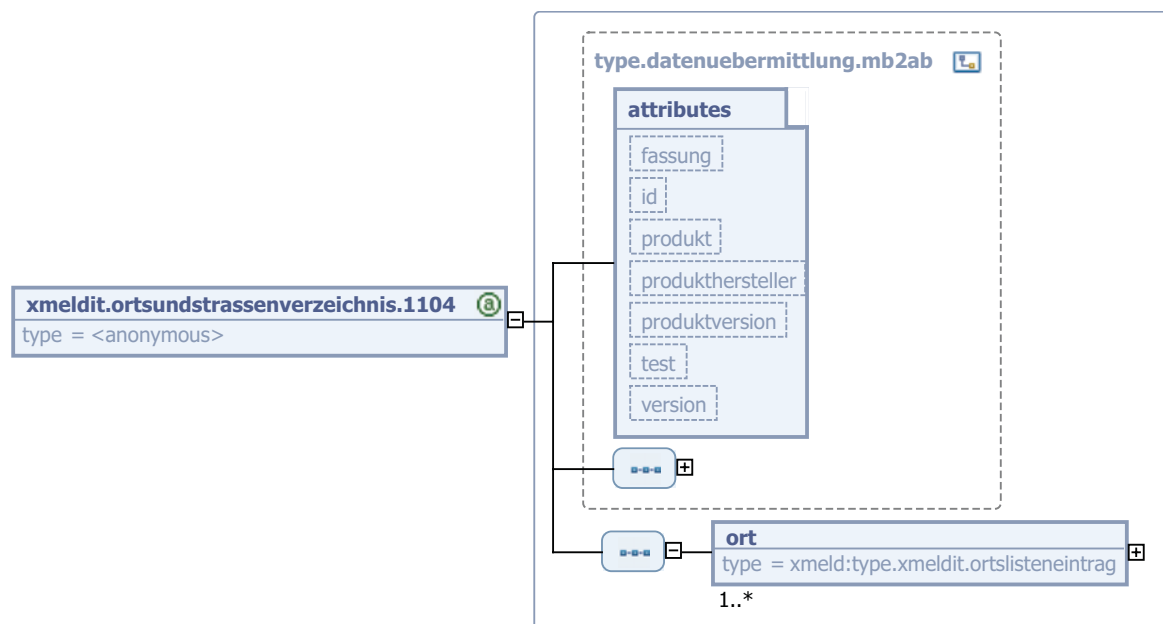 type.datenuebermittlung.mb2ab
attributes
fassung
id
produkt
produkthersteller
produktversion
test
version
xmeldit.ortsundstrassenverzeichnis.1104 @
type = <anonymous>
ort
type = xmeld:type.xmeldit.ortslisteneintrag
1..*